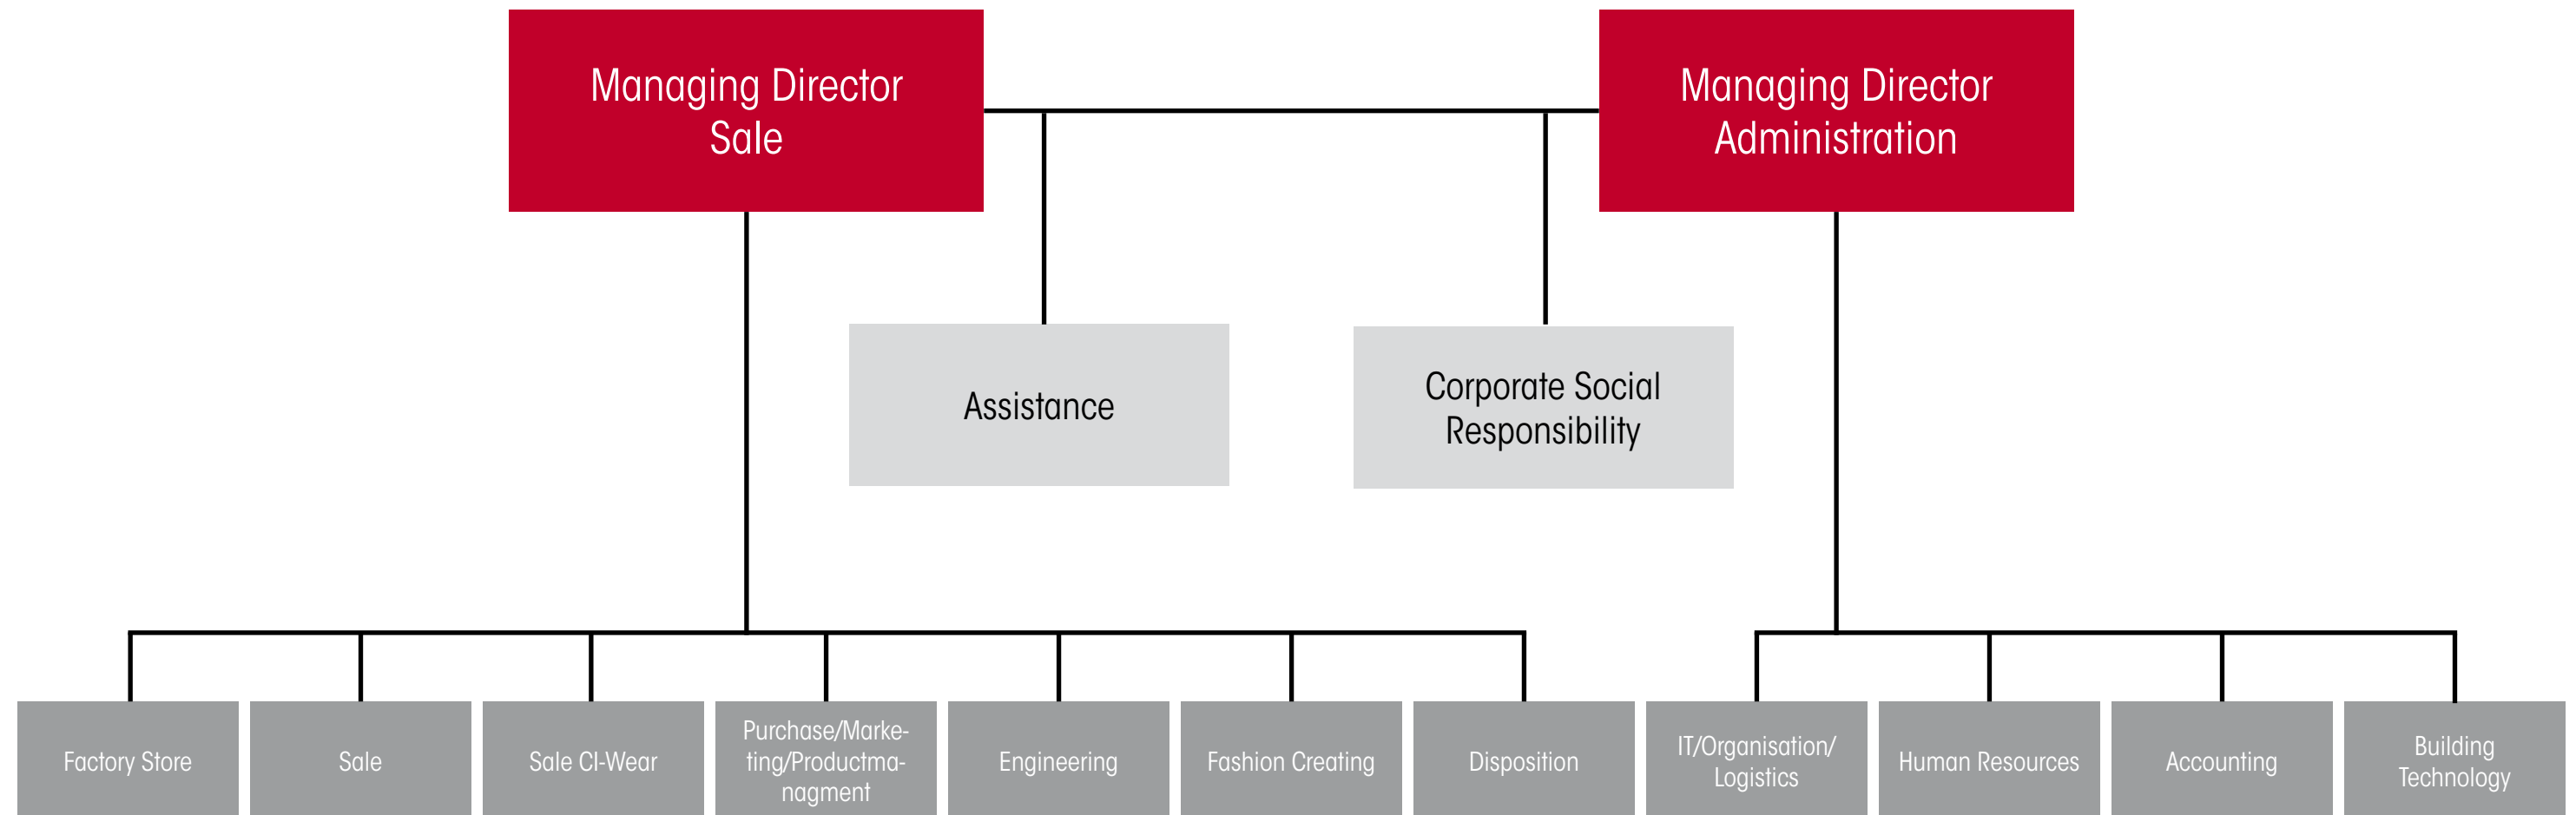 Managing Director
Sale
Managing Director
Administration
Assistance
Corporate Social
Responsibility
Factory Store
Sale
Sale CI-Wear
Purchase/Marke-
ting/Productma-
nagment
Engineering
Fashion Creating
Disposition
IT/Organisation/
Logistics
Human Resources
Accounting
Building
Technology